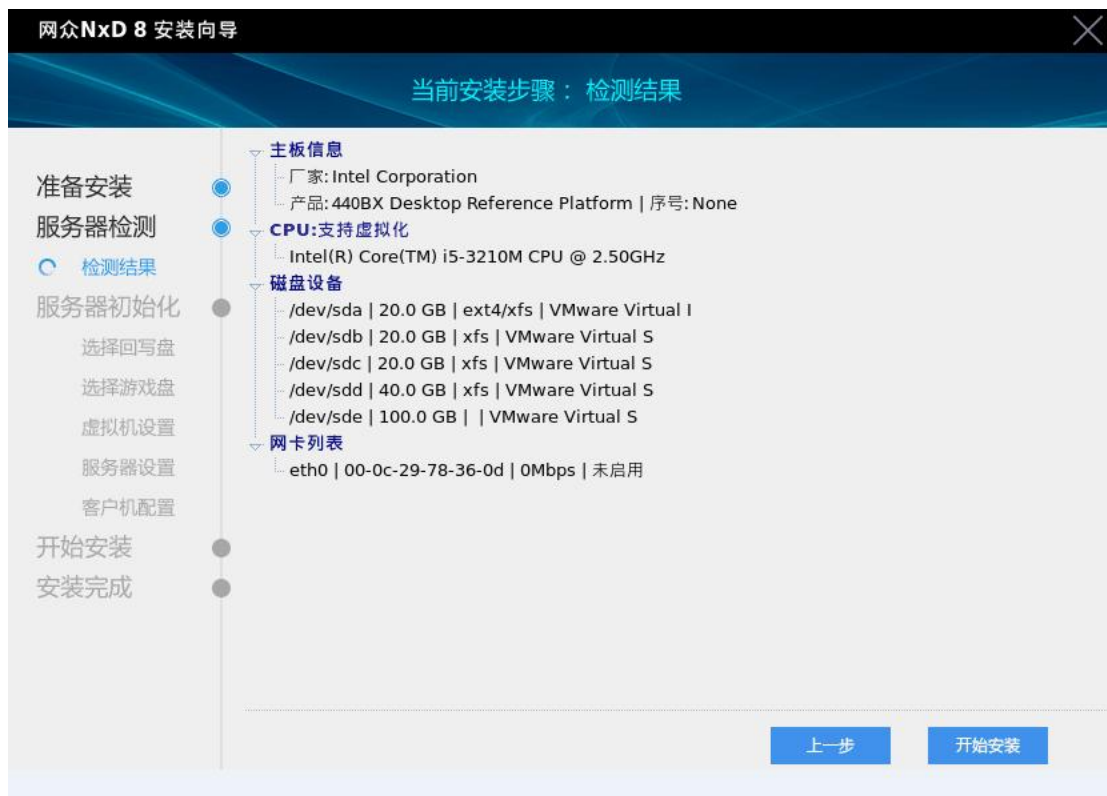 网众NxD 8 安装向导
当前安装步骤： 检测结果
准备安装
服务器检测
检测结果
服务器初始化
选择回写盘
选择游戏盘
虚拟机设置
服务器设置
客户机配置
开始安装
安装完成
主板信息
厂家: Intel Corporation
产品: 440BX Desktop Reference Platform | 序号: None
CPU:支持虚拟化
Intel(R) Core(TM) i5-3210M CPU @ 2.50GHz
磁盘设备
/dev/sda | 20.0 GB | ext4/xfs | VMware Virtual I
/dev/sdb | 20.0 GB | xfs | VMware Virtual S
/dev/sdc | 20.0 GB | xfs | VMware Virtual S
/dev/sdd | 40.0 GB | xfs | VMware Virtual S
/dev/sde | 100.0 GB | | VMware Virtual S
网卡列表
eth0 | 00-0c-29-78-36-0d | 0Mbps | 未启用
上一步
开始安装